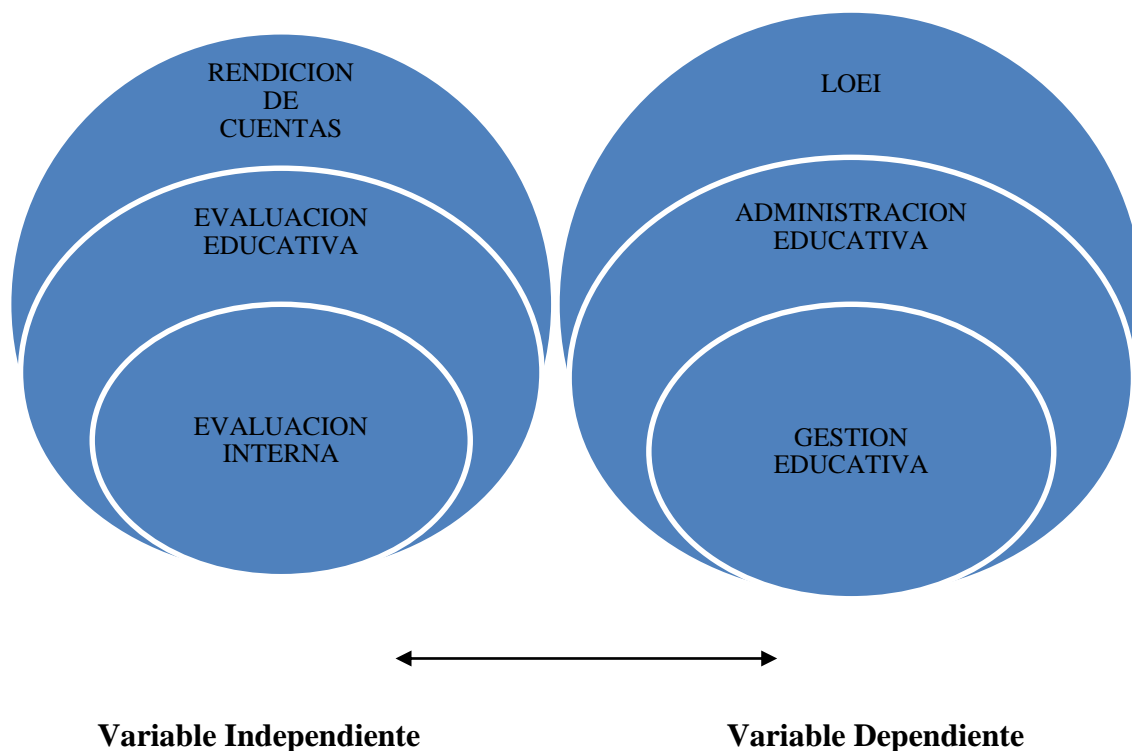 RENDICION
DE
CUENTAS
EVALUACION
EDUCATIVA
EVALUACION
INTERNA
LOEI
ADMINISTRACION
EDUCATIVA
GESTION
EDUCATIVA
Variable Independiente
Variable Dependiente